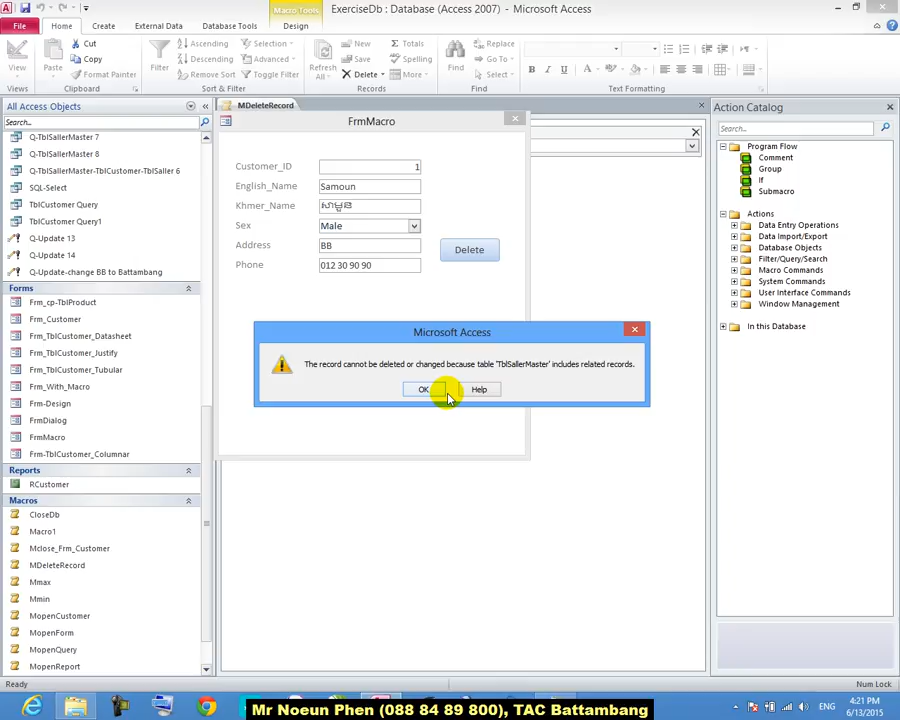 Macro Tools
ExerciseDb : Database (Access 2007) - Microsoft Access
File
Home
Create
External Data
Database Tools
Design
View
Paste
Cut
Copy
Format Painter
Filter
Ascending
Descending
Remove Sort
Selection
Advanced
Toggle Filter
Refresh All
New
Save
Delete
Totals
Spelling
More
Find
Replace
Go To
Select
Views
Clipboard
Sort & Filter
Records
Find
Text Formatting
All Access Objects
Search...
Q-TblSallerMaster 7
Q-TblSallerMaster 8
Q-TblSallerMaster-TblCustomer-TblSaller 6
SQL-Select
TblCustomer Query
TblCustomer Query1
Q-Update 13
Q-Update 14
Q-Update-change BB to Battambang
Forms
Frm_cp-TblProduct
Frm_Customer
Frm_TblCustomer_Datasheet
Frm_TblCustomer_Justify
Frm_TblCustomer_Tubular
Frm_With_Macro
Frm-Design
FrmDialog
FrmMacro
Frm-TblCustomer_Columnar
Reports
RCustomer
Macros
CloseDb
Macro1
Mclose_Frm_Customer
MDeleteRecord
Mmax
Mmin
MopenCustomer
MopenForm
MopenQuery
MopenReport
MDeleteRecord
FrmMacro
Customer_ID 1
English_Name Samoun
Khmer_Name សាមួន
Sex Male
Address BB
Phone 012 30 90 90
Delete
Microsoft Access
The record cannot be deleted or changed because table 'TblSallerMaster' includes related records.
OK
Help
Action Catalog
Search...
Program Flow
Comment
Group
If
Submacro
Actions
Data Entry Operations
Data Import/Export
Database Objects
Filter/Query/Search
Macro Commands
System Commands
User Interface Commands
Window Management
In this Database
Ready
Num Lock
ENG
4:21 PM
6/13/2015
Mr Noeun Phen (088 84 89 800), TAC Battambang